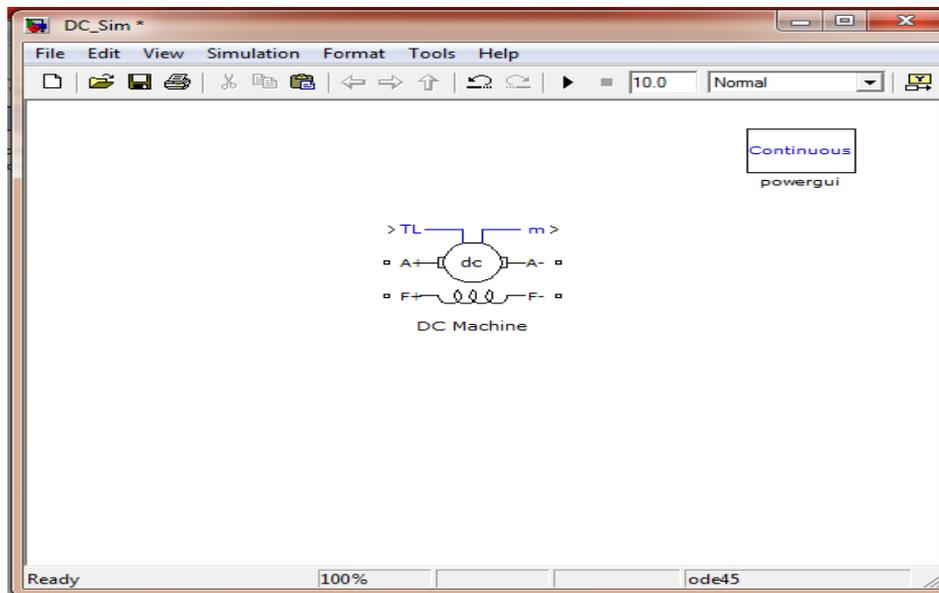 DC_Sim *
File Edit View Simulation Format Tools Help
10.0 Normal
Continuous
powergui
>TL m>
A+ dc A-
F+ F-
DC Machine
Ready 100% ode45